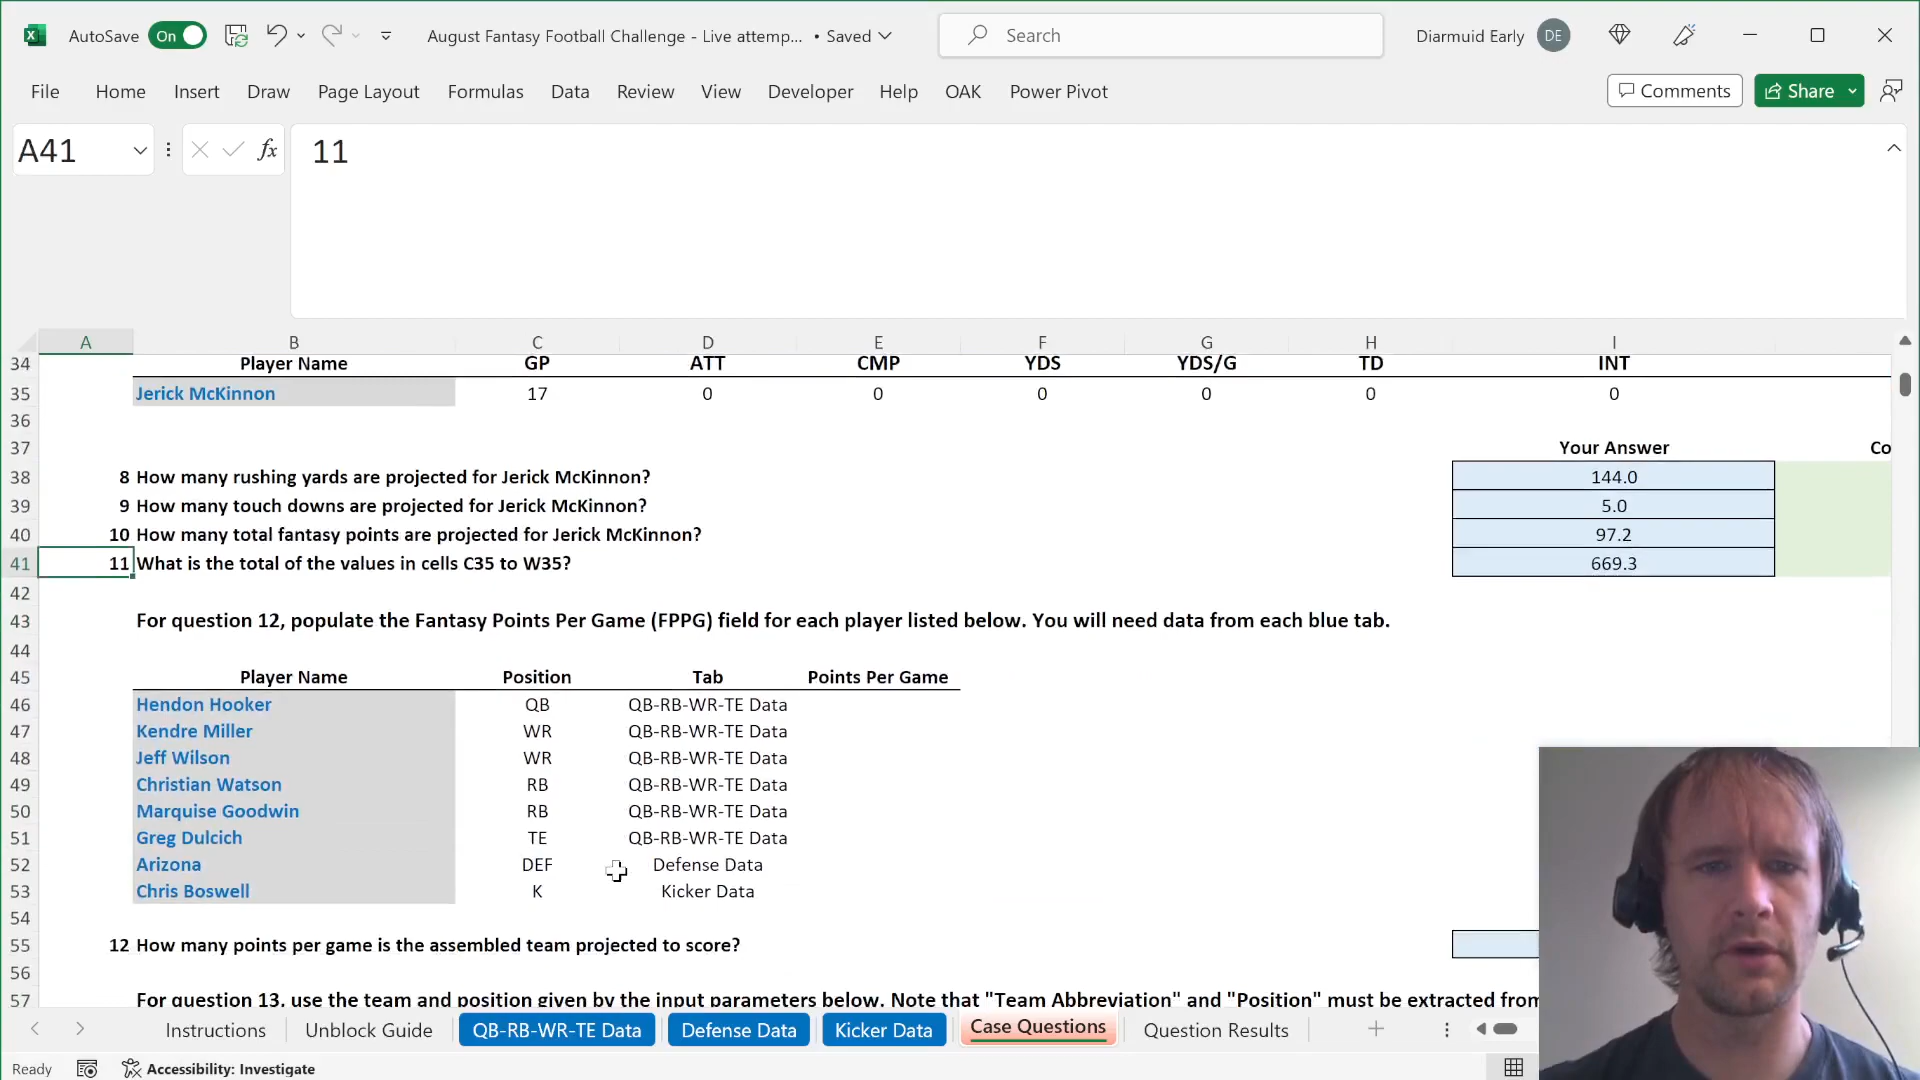 AutoSave On August Fantasy Football Challenge - Live attemp... • Saved Search Diarmuid Early DE
File Home Insert Draw Page Layout Formulas Data Review View Developer Help OAK Power Pivot Comments Share
A41 fx 11
A B C D E F G H I
34 Player Name GP ATT CMP YDS YDS/G TD INT
35 Jerick McKinnon 17 0 0 0 0 0 0
36
37 Your Answer Co
38 8 How many rushing yards are projected for Jerick McKinnon? 144.0
39 9 How many touch downs are projected for Jerick McKinnon? 5.0
40 10 How many total fantasy points are projected for Jerick McKinnon? 97.2
41 11 What is the total of the values in cells C35 to W35? 669.3
42
43 For question 12, populate the Fantasy Points Per Game (FPPG) field for each player listed below. You will need data from each blue tab.
44
45 Player Name Position Tab Points Per Game
46 Hendon Hooker QB QB-RB-WR-TE Data
47 Kendre Miller WR QB-RB-WR-TE Data
48 Jeff Wilson WR QB-RB-WR-TE Data
49 Christian Watson RB QB-RB-WR-TE Data
50 Marquise Goodwin RB QB-RB-WR-TE Data
51 Greg Dulcich TE QB-RB-WR-TE Data
52 Arizona DEF Defense Data
53 Chris Boswell K Kicker Data
54
55 12 How many points per game is the assembled team projected to score?
56
57 For question 13, use the team and position given by the input parameters below. Note that "Team Abbreviation" and "Position" must be extracted from
Instructions Unblock Guide QB-RB-WR-TE Data Defense Data Kicker Data Case Questions Question Results
Ready Accessibility: Investigate